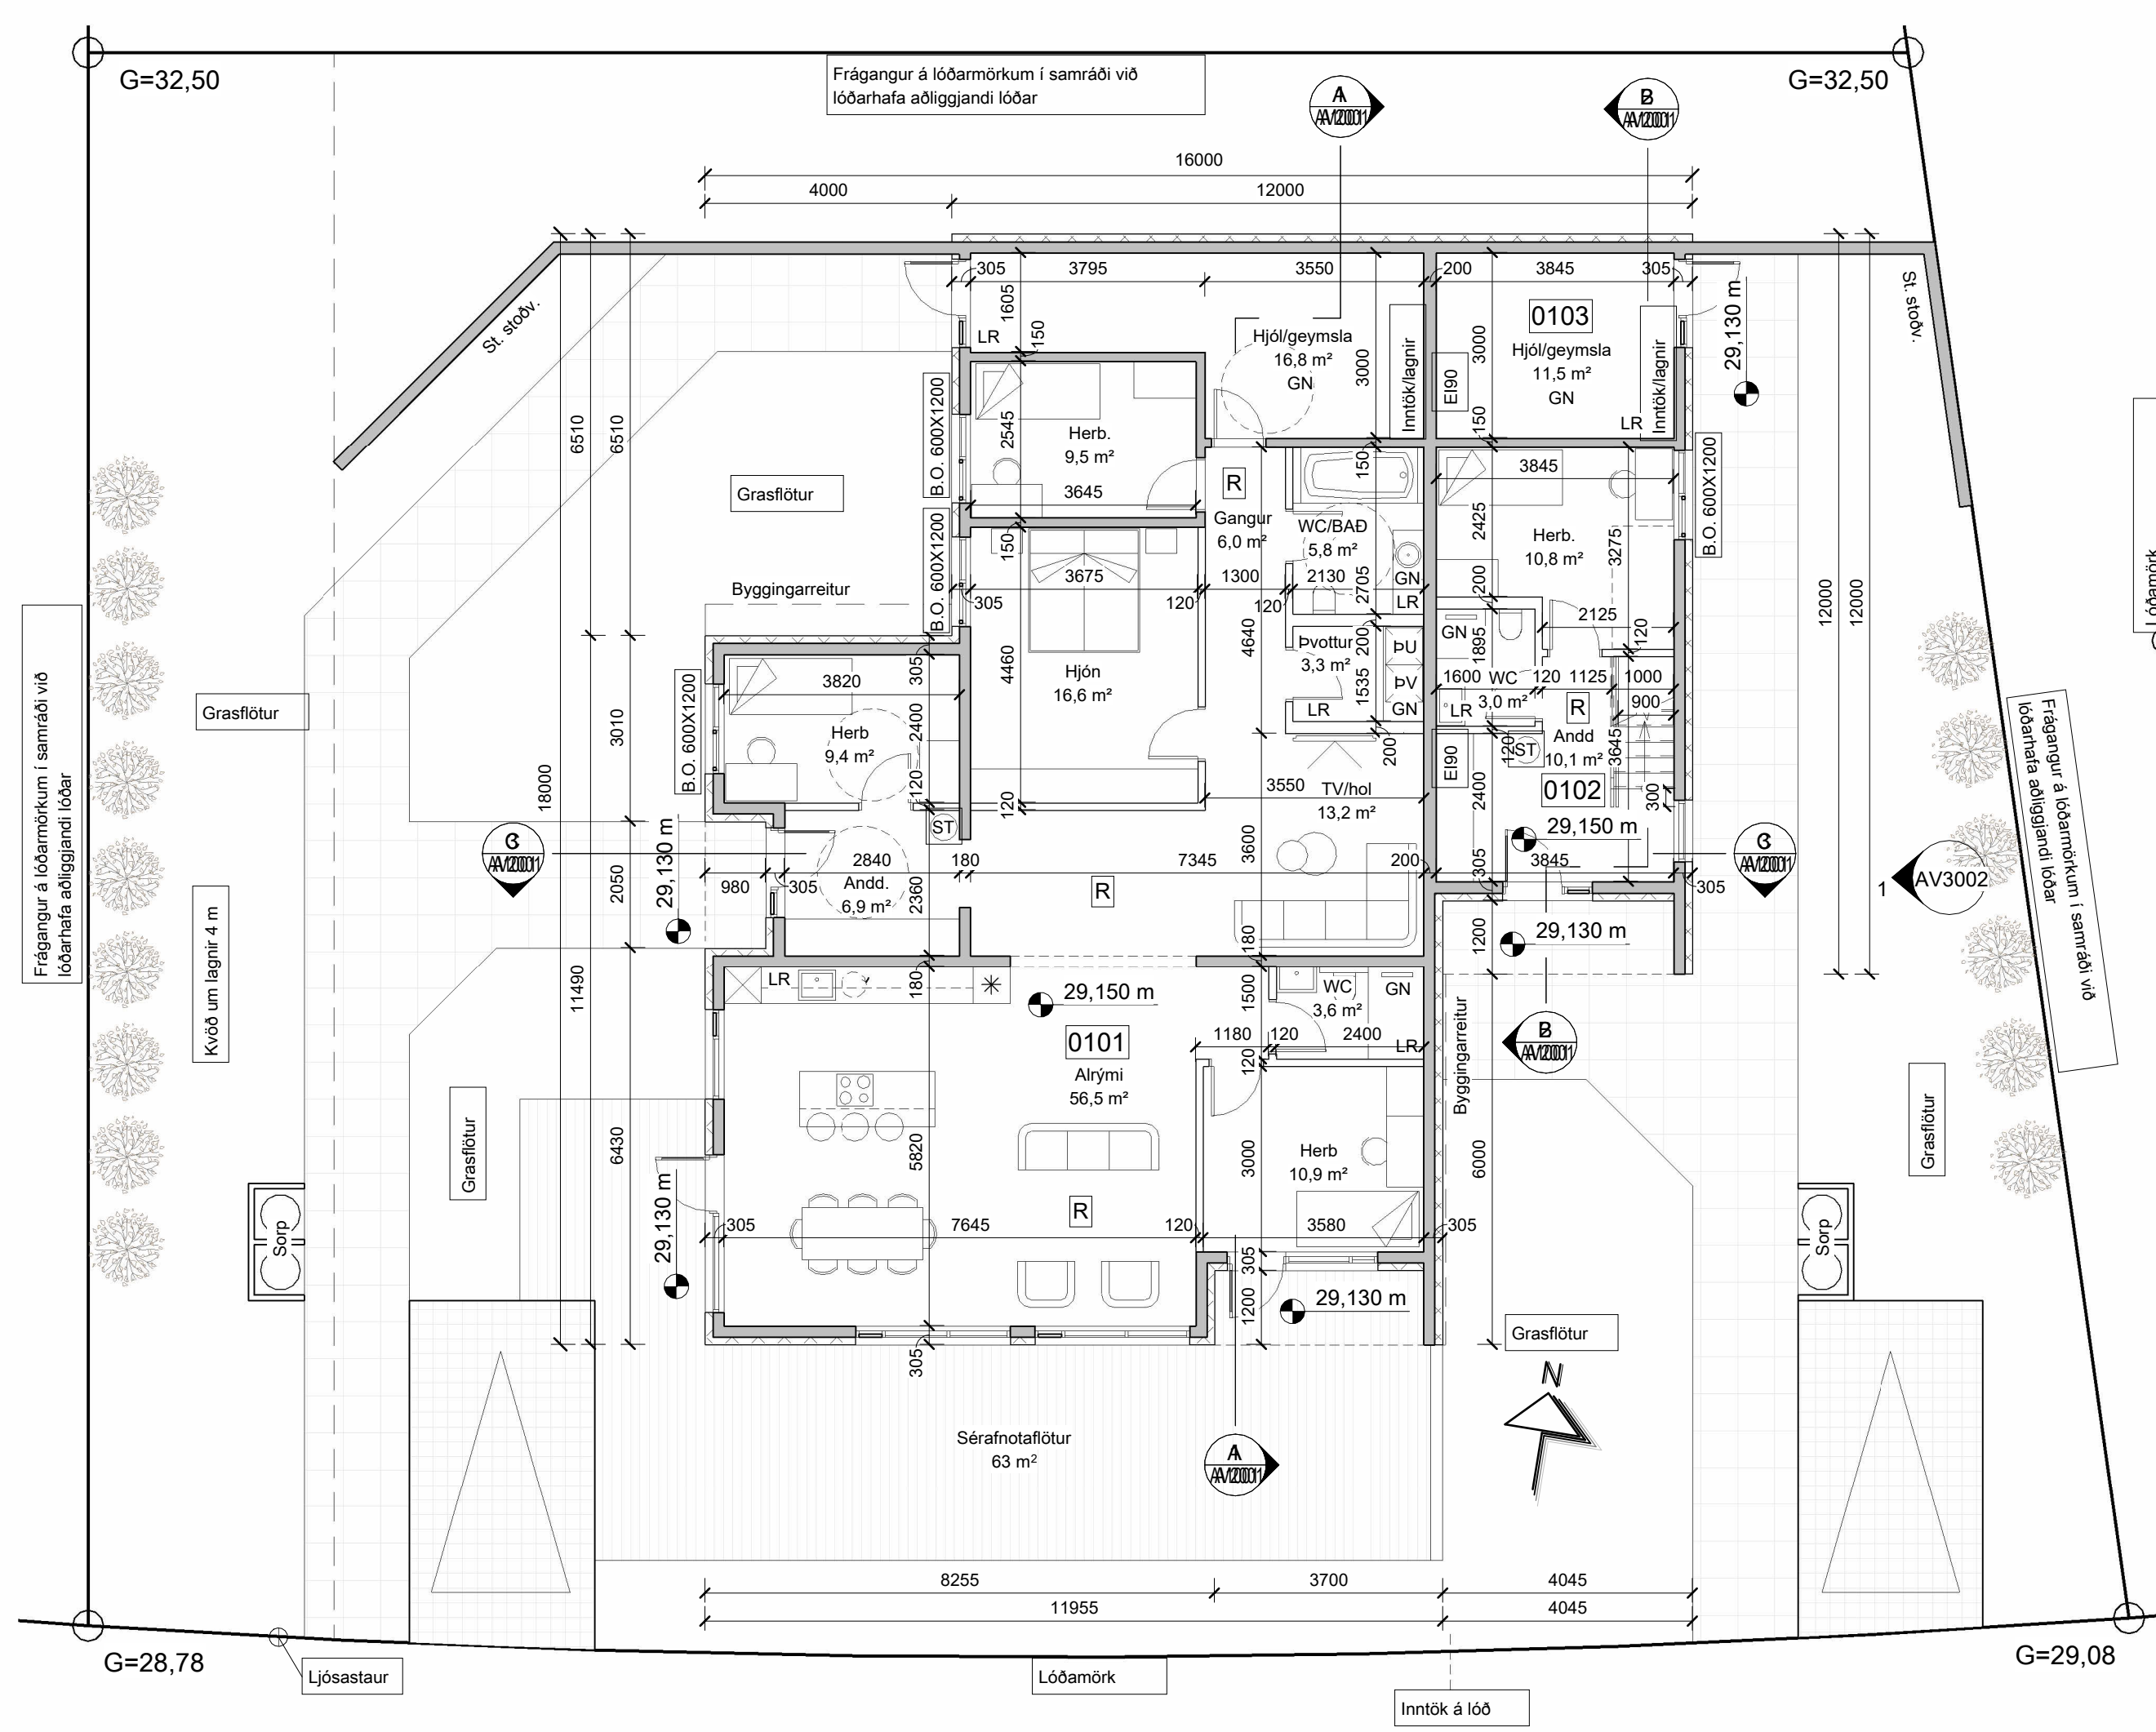 G=32,50
Frágangur á lóðarmörkum í samráði við
lóðarhafa aðliggjandi lóðar
A
B
G=32,50
16000
4000
12000
305
3795
3550
200
3845
305
St. stoðv.
St. stoðv.
1605
150
LR
Hjól/geymsla
16,8 m²
GN
3000
Inntök/lagnir
EI90
3000
150
0103
Hjól/geymsla
11,5 m²
GN
LR
Inntök/lagnir
29,130 m
6510
6510
B.O. 600X1200
2545
Herb.
9,5 m²
3645
R
Gangur
6,0 m²
150
WC/BAÐ
5,8 m²
3845
2425
Herb.
10,8 m²
3275
B.O. 600X1200
Grasflötur
B.O. 600X1200
150
3675
1300
2130
GN
LR
2705
200
2125
Byggingarreitur
305
120
120
12000
12000
Lóðamörk
Frágangur á lóðarmörkum í samráði við
lóðarhafa aðliggjandi lóðar
4640
GN
1895
120
Grasflötur
305
4460
Hjón
16,6 m²
Þvottur
3,3 m²
200
ÞU
ÞV
GN
LR
1535
1600
WC
3,0 m²
LR
120
1125
1000
900
R
3820
B.O. 600X1200
Herb
9,4 m²
2400
120
3010
18000
200
EI90
120
ST
Andd
10,1 m²
3645
0102
300
2400
29,150 m
3550
TV/hol
13,2 m²
120
ST
29,130 m
2050
980
305
2840
180
7345
3600
200
305
3845
305
Andd.
6,9 m²
2360
R
1
AV3002
Frágangur á lóðarmörkum í samráði við
lóðarhafa aðliggjandi lóðar
Kvöð um lagnir 4 m
11490
LR
180
29,150 m
180
1200
29,130 m
0101
Alrými
56,5 m²
1500
WC
3,6 m²
GN
LR
1180
120
2400
120
Byggingarreitur
B
Grasflötur
6430
5820
3000
Herb
10,9 m²
6000
Grasflötur
Sorp
29,130 m
305
7645
R
120
3580
305
Sorp
305
1200
29,130 m
305
Grasflötur
N
Sérafnotaflötur
63 m²
A
8255
3700
4045
11955
4045
G=28,78
Ljósastaur
Lóðamörk
Inntök á lóð
G=29,08